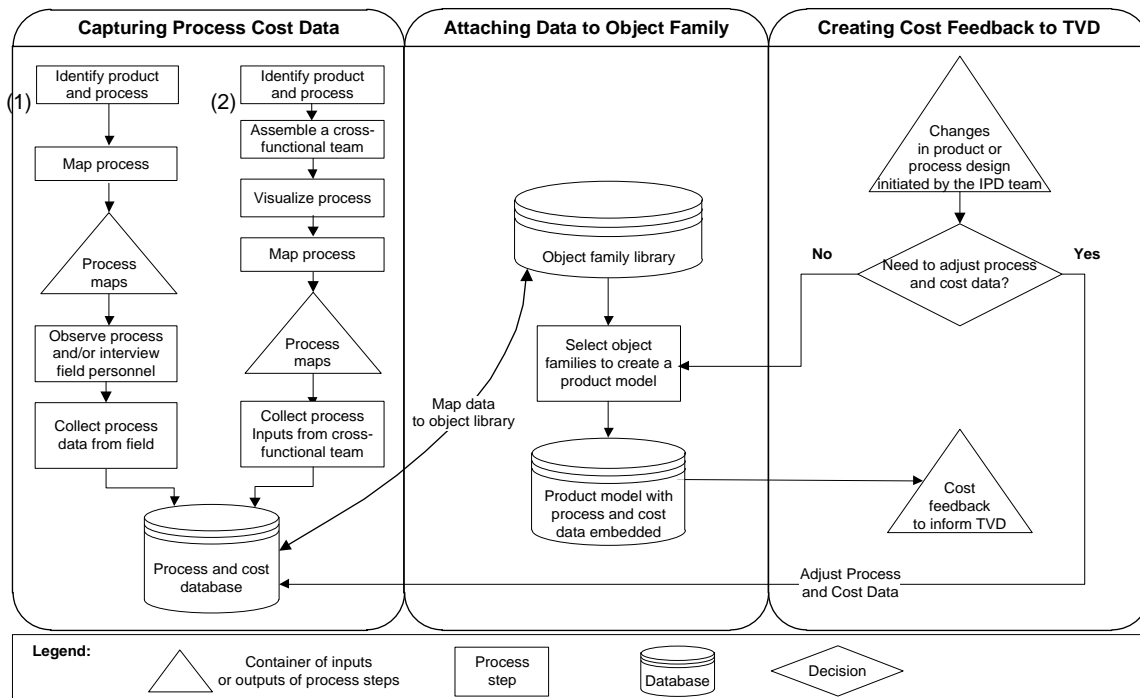 Capturing Process Cost Data
Attaching Data to Object Family
Creating Cost Feedback to TVD
(1)
Identify product
and process
Map process
Process
maps
Observe process
and/or interview
field personnel
Collect process
data from field
(2)
Identify product
and process
Assemble a cross-
functional team
Visualize process
Map process
Process
maps
Collect process
Inputs from cross-
functional team
Process and cost
database
Map data
to object library
Object family library
Select object
families to create a
product model
Product model with
process and cost
data embedded
Changes
in product or
process design
initiated by the IPD team
No
Need to adjust process
and cost data?
Yes
Cost
feedback
to inform TVD
Adjust Process
and Cost Data
Legend:
Container of inputs
or outputs of process steps
Process
step
Database
Decision